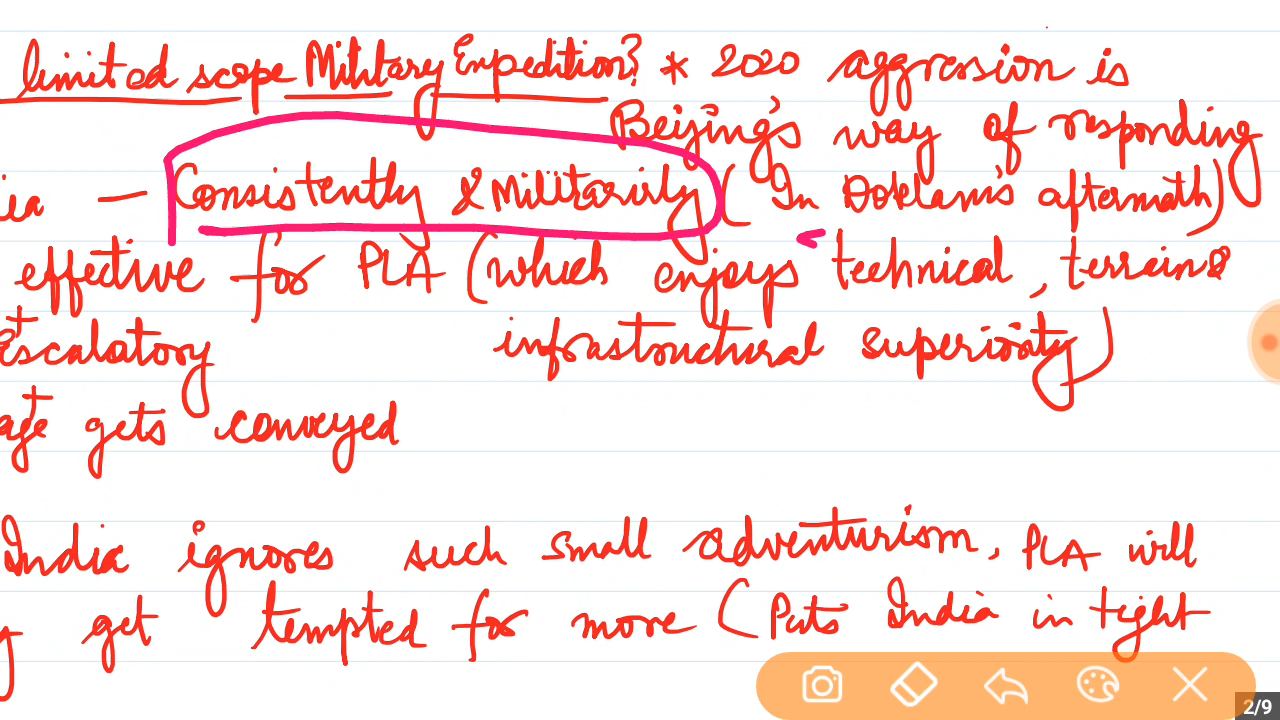 limited scope Military Expedition? * 2020 aggression is
Beijing's way of responding
ia — Consistently & Militarily (In Doklam's aftermath)
effective for PLA (which enjoys technical, terrain &
Escalatory infrastructural superiority)
age gets conveyed
India ignores such small adventurism, PLA will
y get tempted for more (Puts India in tight
2/9